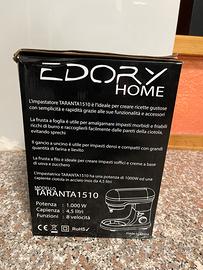 EDORY
HOME
L'impastatore TARANTA1510 è l'ideale per creare ricette gustose
con semplicità e rapidità grazie alle sue funzionalità e accessori
La frusta a foglia è utile per amalgamare impasti morbidi e friabili
ricchi di burro e raccogliendoli facilmente dalle pareti della ciotola,
evitando sprechi
Il gancio a uncino è utile per impasti densi e compatti con grandi
quantità di farina e lievito
La frusta a filo è ideale per creare impasti soffici e creme a base
di uova e zucchero
L'impastatrice TARANTA1510 ha una potenza di 1000W ed una
capiente ciotola in acciaio inox da 4,5 litri
MODELLO
TARANTA1510
Potenza : 1.000 W
Capienza : 4,5 litri
Funzioni : 8 velocità
CE RoHS